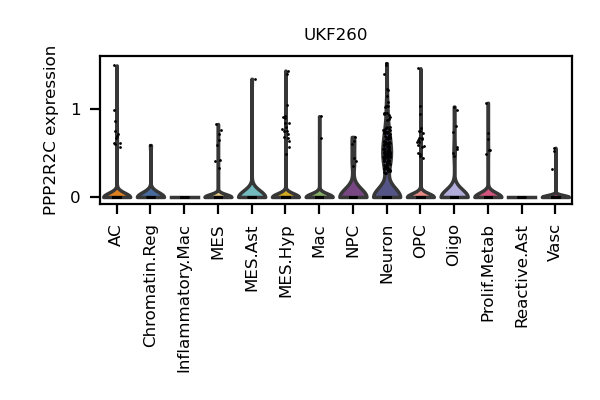 UKF260
PPP2R2C expression
1
0
AC
Chromatin.Reg
Inflammatory.Mac
MES
MES.Ast
MES.Hyp
Mac
NPC
Neuron
OPC
Oligo
Prolif.Metab
Reactive.Ast
Vasc